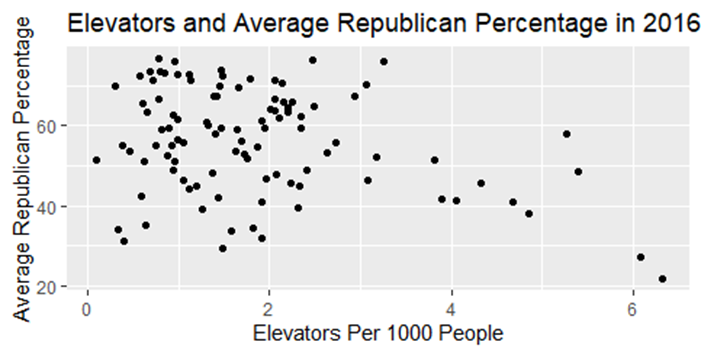 Elevators and Average Republican Percentage in 2016
Average Republican Percentage
60
40
20
0
2
4
6
Elevators Per 1000 People